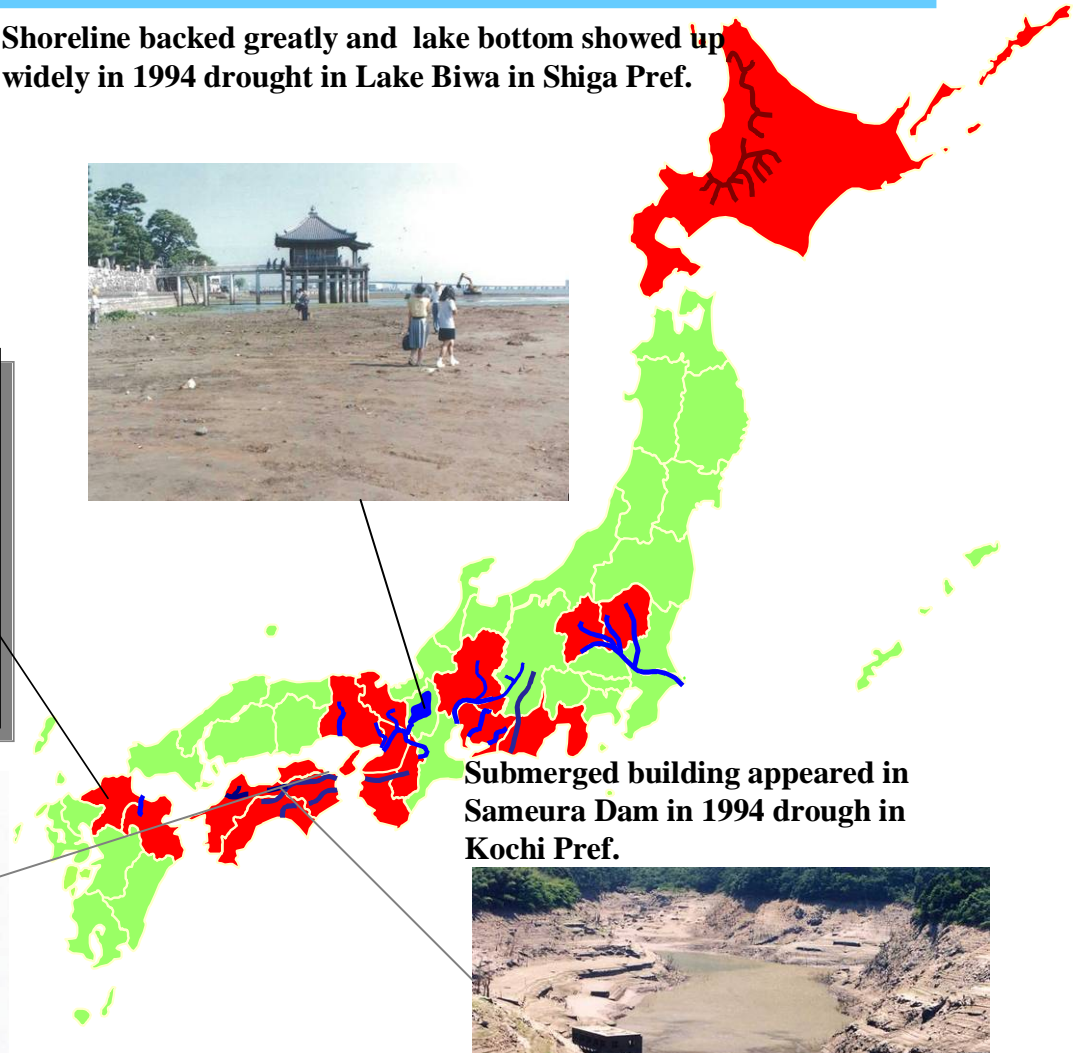 Shoreline backed greatly and lake bottom showed up
widely in 1994 drought in Lake Biwa in Shiga Pref.
Submerged building appeared in
Sameura Dam in 1994 drough in
Kochi Pref.